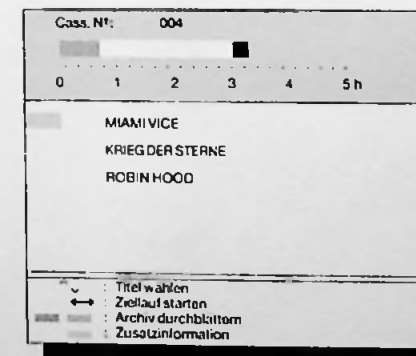 Cass. Nr: 004
0 1 2 3 4 5 h
MIAMI VICE
KRIEG DER STERNE
ROBIN HOOD
: Titel wählen
↔ : Ziellauf starten
: Archiv durchblättern
: Zusatzinformation